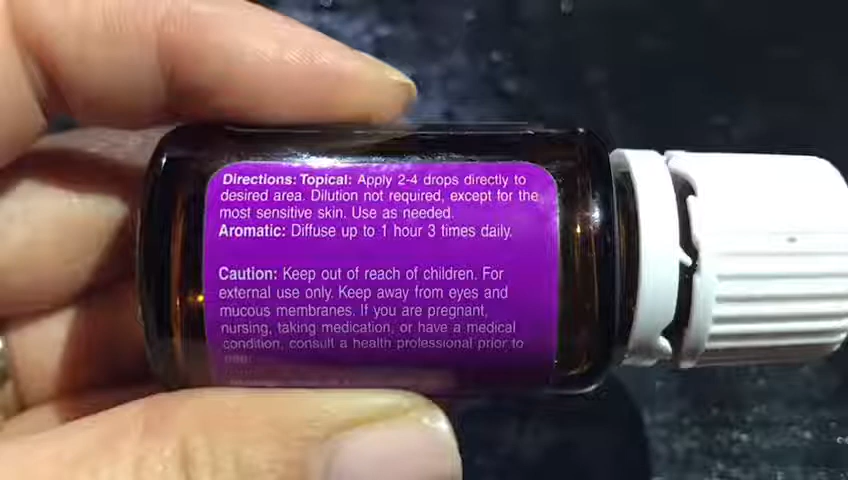 Directions: Topical: Apply 2-4 drops directly to
desired area. Dilution not required, except for the
most sensitive skin. Use as needed.
Aromatic: Diffuse up to 1 hour 3 times daily.
Caution: Keep out of reach of children. For
external use only. Keep away from eyes and
mucous membranes. If you are pregnant,
nursing, taking medication, or have a medical
condition, consult a health professional prior to